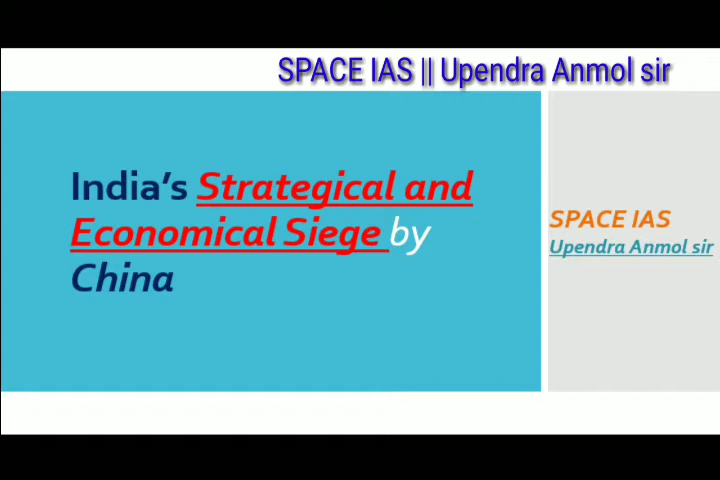 SPACE IAS || Upendra Anmol sir
India’s Strategical and
Economical Siege by
China
SPACE IAS
Upendra Anmol sir